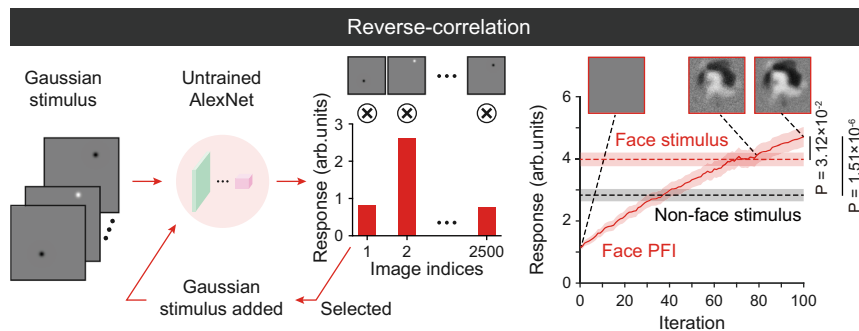 Reverse-correlation
Gaussian
stimulus
Untrained
AlexNet
...
Gaussian
stimulus added
Selected
Response (arb.units)
3
2
1
0
...
...
1
2
2500
Image indices
Response (arb.units)
6
4
2
0
Face stimulus
Non-face stimulus
Face PFI
0
20
40
60
80
100
Iteration
P = 3.12×10⁻²
P = 1.51×10⁻⁶